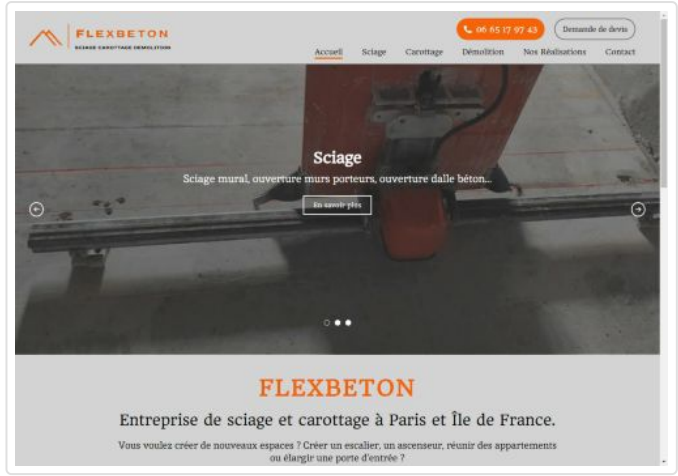 FLEXBETON
SCIAGE CAROTTAGE DEMOLITION
06 65 17 97 43
Demande de devis
Accueil Sciage Carottage Démolition Nos Réalisations Contact
Sciage
Sciage mural, ouverture murs porteurs, ouverture dalle béton...
En savoir plus
FLEXBETON
Entreprise de sciage et carottage à Paris et Île de France.
Vous voulez créer de nouveaux espaces ? Créer un escalier, un ascenseur, réunir des appartements
ou élargir une porte d'entrée ?